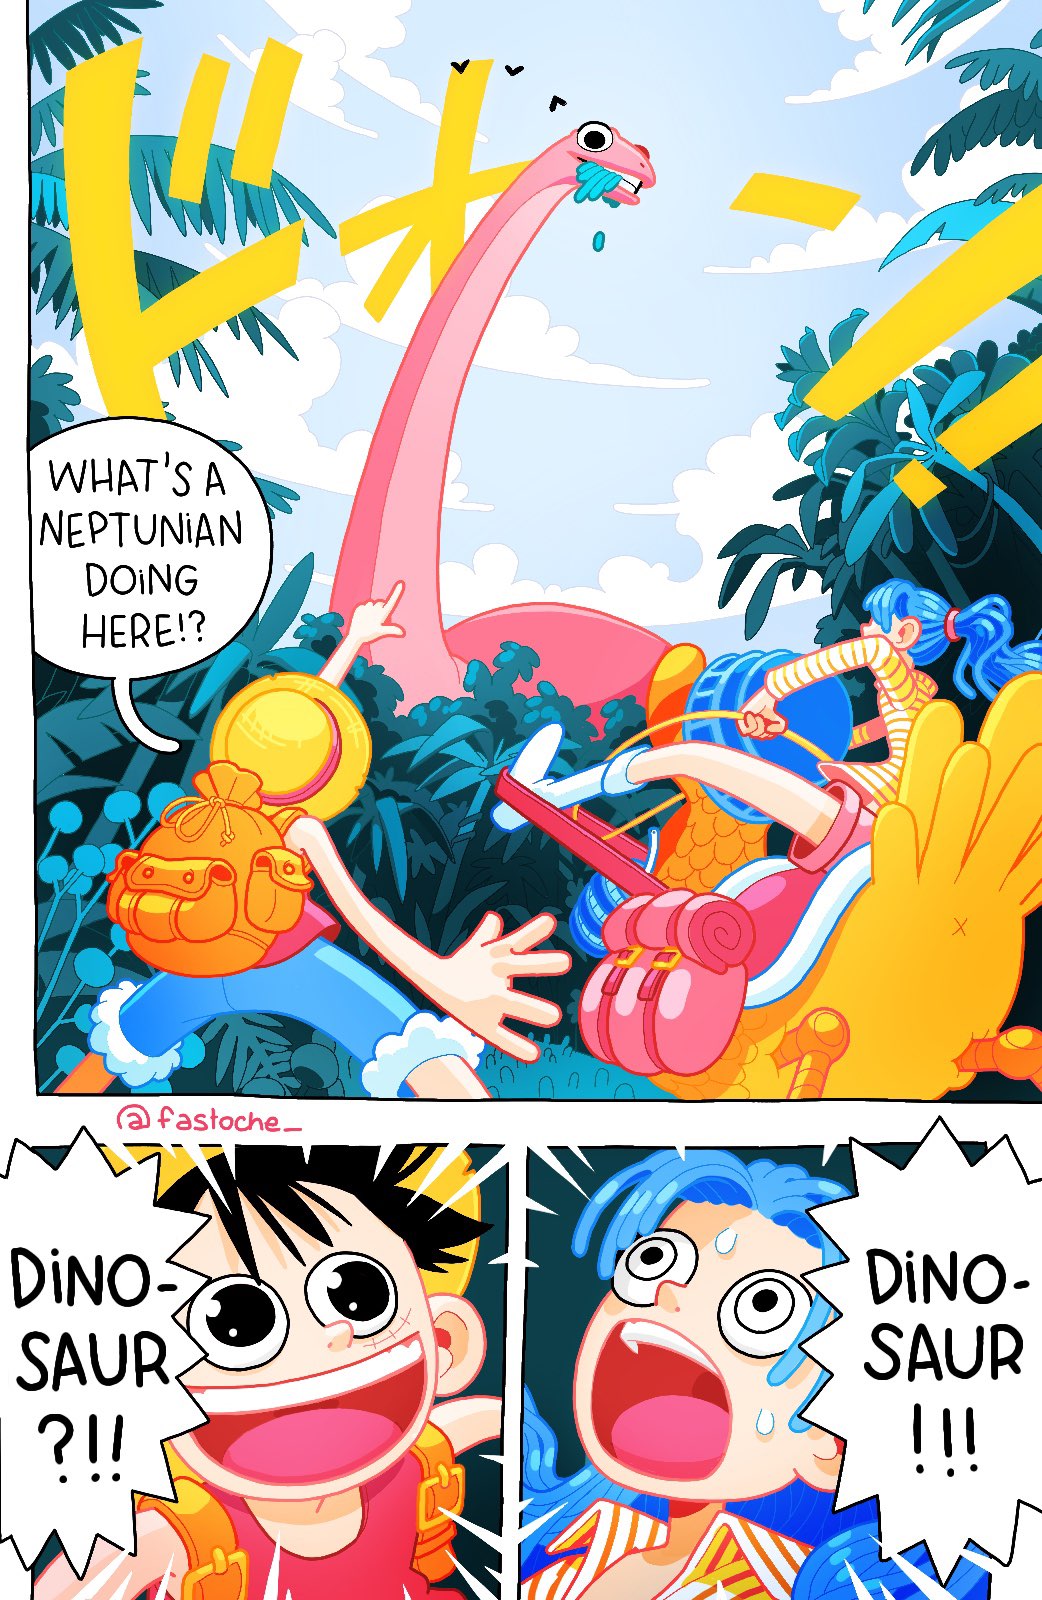 ドオーン
WHAT'S A
NEPTUNiAN
DOiNG
HERE!?
@fastoche_
DiNO-
SAUR
?!!
DiNO-
SAUR
!!!